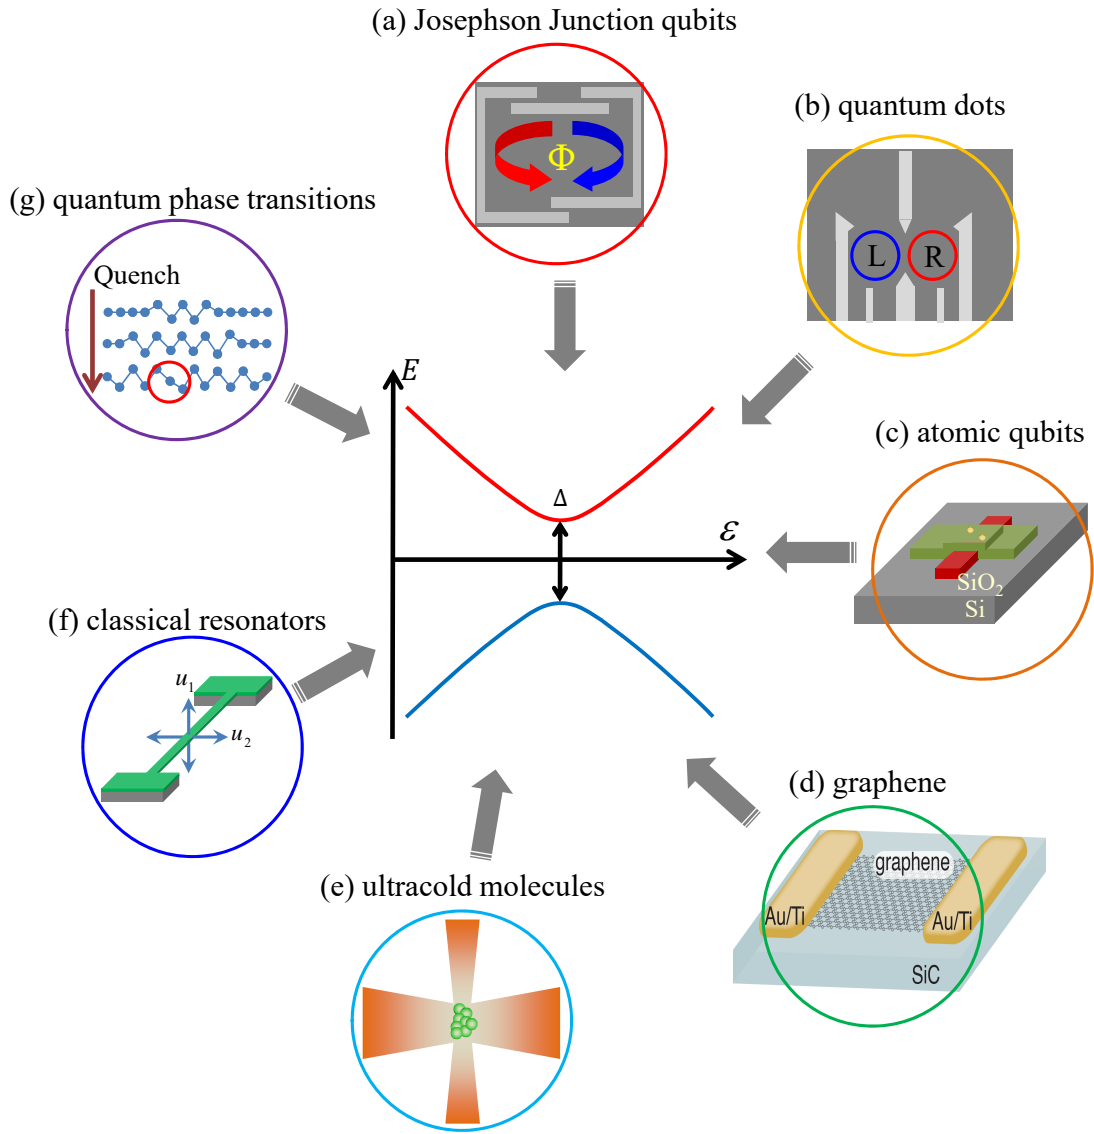 (a) Josephson Junction qubits
Φ
(b) quantum dots
L
R
(g) quantum phase transitions
Quench
E
Δ
ε
(c) atomic qubits
SiO₂
Si
(f) classical resonators
u₁
u₂
(d) graphene
graphene
Au/Ti
Au/Ti
SiC
(e) ultracold molecules